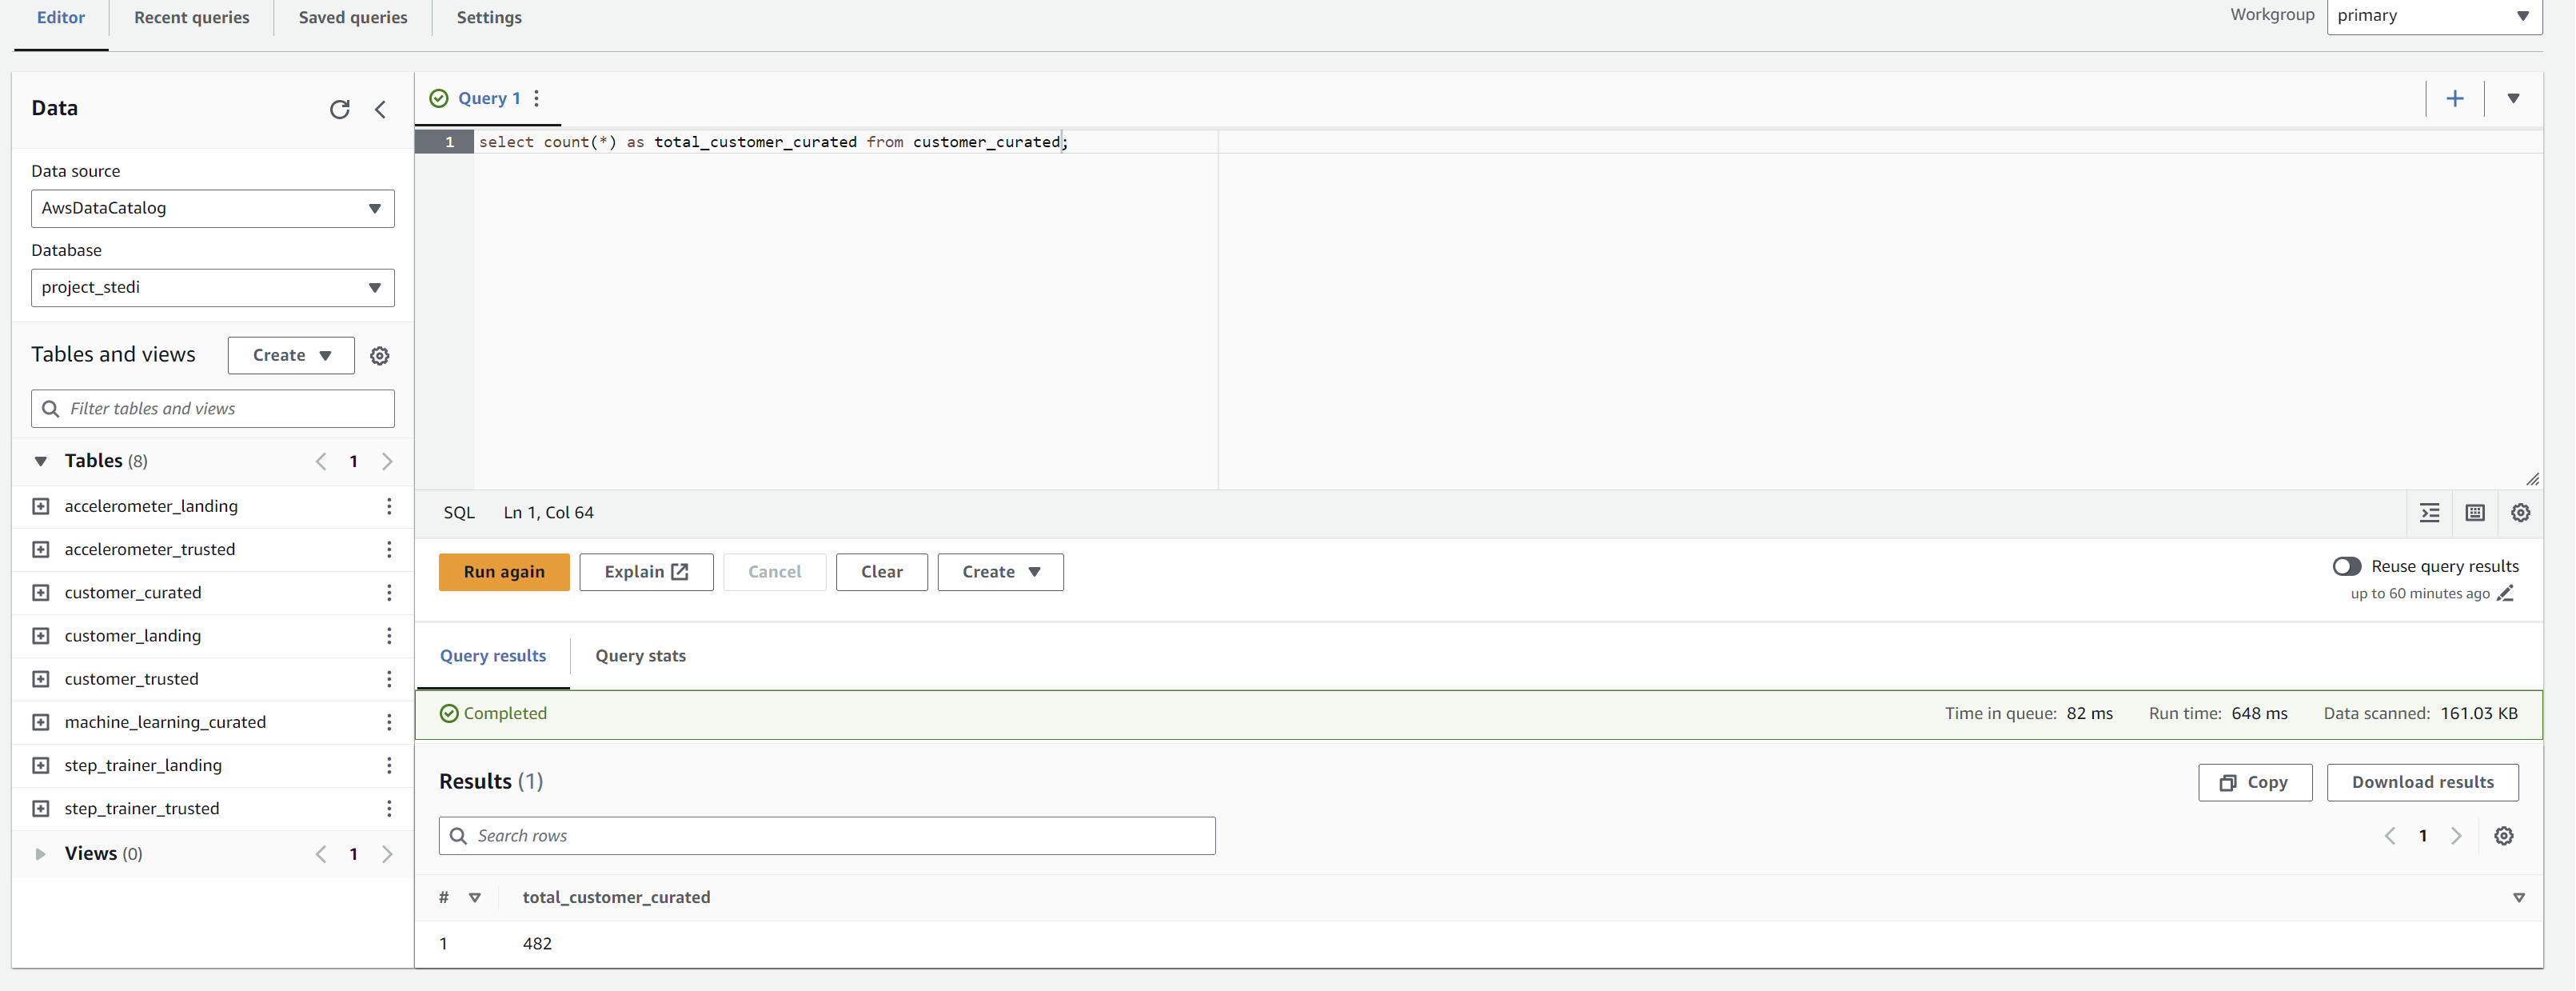 Editor Recent queries Saved queries Settings
Workgroup primary
Data
Data source
AwsDataCatalog
Database
project_stedi
Tables and views Create
Filter tables and views
Tables (8) 1
accelerometer_landing
accelerometer_trusted
customer_curated
customer_landing
customer_trusted
machine_learning_curated
step_trainer_landing
step_trainer_trusted
Views (0) 1
Query 1
1 select count(*) as total_customer_curated from customer_curated;
SQL Ln 1, Col 64
Run again Explain Cancel Clear Create
Reuse query results
up to 60 minutes ago
Query results Query stats
Completed Time in queue: 82 ms Run time: 648 ms Data scanned: 161.03 KB
Results (1) Copy Download results
Search rows 1
# total_customer_curated
1 482